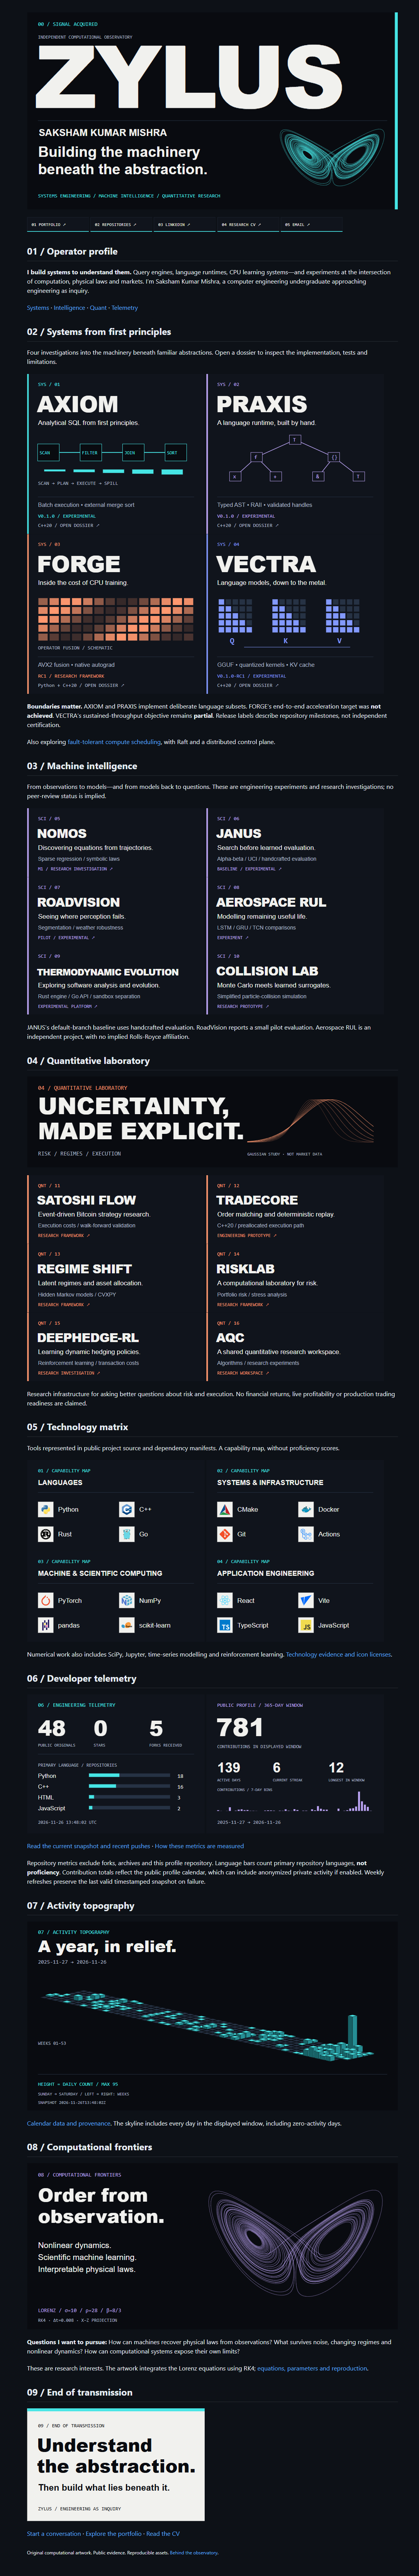 00 / SIGNAL ACQUIRED
INDEPENDENT COMPUTATIONAL OBSERVATORY
ZYLUS
SAKSHAM KUMAR MISHRA
Building the machinery
beneath the abstraction.
SYSTEMS ENGINEERING / MACHINE INTELLIGENCE / QUANTITATIVE RESEARCH
01 PORTFOLIO ↗
02 REPOSITORIES ↗
03 LINKEDIN ↗
04 RESEARCH CV ↗
05 EMAIL ↗
01 / Operator profile
I build systems to understand them. Query engines, language runtimes, CPU learning systems—and experiments at the intersection
of computation, physical laws and markets. I'm Saksham Kumar Mishra, a computer engineering undergraduate approaching
engineering as inquiry.
Systems · Intelligence · Quant · Telemetry
02 / Systems from first principles
Four investigations into the machinery beneath familiar abstractions. Open a dossier to inspect the implementation, tests and
limitations.
SYS / 01
AXIOM
Analytical SQL from first principles.
SCAN
FILTER
JOIN
SORT
SCAN → PLAN → EXECUTE → SPILL
Batch execution • external merge sort
V0.1.0 / EXPERIMENTAL
C++20 / OPEN DOSSIER ↗
SYS / 02
PRAXIS
A language runtime, built by hand.
Typed AST • RAII • validated handles
V0.1.0 / EXPERIMENTAL
C++20 / OPEN DOSSIER ↗
SYS / 03
FORGE
Inside the cost of CPU training.
OPERATOR FUSION / SCHEMATIC
AVX2 fusion • native autograd
RC1 / RESEARCH FRAMEWORK
Python + C++20 / OPEN DOSSIER ↗
SYS / 04
VECTRA
Language models, down to the metal.
Q
K
V
GGUF • quantized kernels • KV cache
V0.1.0-RC1 / EXPERIMENTAL
C++20 / OPEN DOSSIER ↗
Boundaries matter. AXIOM and PRAXIS implement deliberate language subsets. FORGE's end-to-end acceleration target was not
achieved. VECTRA's sustained-throughput objective remains partial. Release labels describe repository milestones, not independent
certification.
Also exploring fault-tolerant compute scheduling, with Raft and a distributed control plane.
03 / Machine intelligence
From observations to models—and from models back to questions. These are engineering experiments and research investigations; no
peer-review status is implied.
SCI / 05
NOMOS
Discovering equations from trajectories.
Sparse regression / symbolic laws
M1 / RESEARCH INVESTIGATION ↗
SCI / 06
JANUS
Search before learned evaluation.
Alpha-beta / UCI / handcrafted evaluation
BASELINE / EXPERIMENTAL ↗
SCI / 07
ROADVISION
Seeing where perception fails.
Segmentation / weather robustness
PILOT / EXPERIMENTAL ↗
SCI / 08
AEROSPACE RUL
Modelling remaining useful life.
LSTM / GRU / TCN comparisons
EXPERIMENT ↗
SCI / 09
THERMODYNAMIC EVOLUTION
Exploring software analysis and evolution.
Rust engine / Go API / sandbox separation
EXPERIMENTAL PLATFORM ↗
SCI / 10
COLLISION LAB
Monte Carlo meets learned surrogates.
Simplified particle-collision simulation
RESEARCH PROTOTYPE ↗
JANUS's default-branch baseline uses handcrafted evaluation. RoadVision reports a small pilot evaluation. Aerospace RUL is an
independent project, with no implied Rolls-Royce affiliation.
04 / Quantitative laboratory
04 / QUANTITATIVE LABORATORY
UNCERTAINTY,
MADE EXPLICIT.
RISK / REGIMES / EXECUTION
GAUSSIAN STUDY · NOT MARKET DATA
QNT / 11
SATOSHI FLOW
Event-driven Bitcoin strategy research.
Execution costs / walk-forward validation
RESEARCH FRAMEWORK ↗
QNT / 12
TRADECORE
Order matching and deterministic replay.
C++20 / preallocated execution path
ENGINEERING PROTOTYPE ↗
QNT / 13
REGIME SHIFT
Latent regimes and asset allocation.
Hidden Markov models / CVXPY
RESEARCH FRAMEWORK ↗
QNT / 14
RISKLAB
A computational laboratory for risk.
Portfolio risk / stress analysis
RESEARCH FRAMEWORK ↗
QNT / 15
DEEPHEDGE-RL
Learning dynamic hedging policies.
Reinforcement learning / transaction costs
RESEARCH INVESTIGATION ↗
QNT / 16
AQC
A shared quantitative research workspace.
Algorithms / research experiments
RESEARCH WORKSPACE ↗
Research infrastructure for asking better questions about risk and execution. No financial returns, live profitability or production trading
readiness are claimed.
05 / Technology matrix
Tools represented in public project source and dependency manifests. A capability map, without proficiency scores.
01 / CAPABILITY MAP
LANGUAGES
Python
C++
Rust
Go
02 / CAPABILITY MAP
SYSTEMS & INFRASTRUCTURE
CMake
Docker
Git
Actions
03 / CAPABILITY MAP
MACHINE & SCIENTIFIC COMPUTING
PyTorch
NumPy
pandas
scikit-learn
04 / CAPABILITY MAP
APPLICATION ENGINEERING
React
Vite
TS
TypeScript
JS
JavaScript
Numerical work also includes SciPy, Jupyter, time-series modelling and reinforcement learning. Technology evidence and icon licenses.
06 / Developer telemetry
06 / ENGINEERING TELEMETRY
48
PUBLIC ORIGINALS
0
STARS
5
FORKS RECEIVED
PRIMARY LANGUAGE / REPOSITORIES
Python 18
C++ 16
HTML 3
JavaScript 2
2026-11-26 13:40:02 UTC
PUBLIC PROFILE / 365-DAY WINDOW
781
CONTRIBUTIONS IN DISPLAYED WINDOW
139
ACTIVE DAYS
6
CURRENT STREAK
12
LONGEST IN WINDOW
CONTRIBUTIONS / 7-DAY BINS
2025-11-27 → 2026-11-26
Read the current snapshot and recent pushes · How these metrics are measured
Repository metrics exclude forks, archives and this profile repository. Language bars count primary repository languages, not
proficiency. Contribution totals reflect the public profile calendar, which can include anonymized private activity if enabled. Weekly
refreshes preserve the last valid timestamped snapshot on failure.
07 / Activity topography
07 / ACTIVITY TOPOGRAPHY
A year, in relief.
2025-11-27 → 2026-11-26
WEEKS 01-53
HEIGHT = DAILY COUNT / MAX 95
SUNDAY → SATURDAY / LEFT → RIGHT: WEEKS
Calendar data and provenance. The skyline includes every day in the displayed window, including zero-activity days.
08 / Computational frontiers
08 / COMPUTATIONAL FRONTIERS
Order from
observation.
Nonlinear dynamics.
Scientific machine learning.
Interpretable physical laws.
LORENZ / σ=10 / ρ=28 / β=8/3
RK4 · Δt=0.008 · X-Z PROJECTION
Questions I want to pursue: How can machines recover physical laws from observations? What survives noise, changing regimes and
nonlinear dynamics? How can computational systems expose their own limits?
These are research interests. The artwork integrates the Lorenz equations using RK4; equations, parameters and reproduction.
09 / End of transmission
09 / END OF TRANSMISSION
Understand
the abstraction.
Then build what lies beneath it.
ZYLUS / ENGINEERING AS INQUIRY
Start a conversation · Explore the portfolio · Read the CV
Original computational artwork. Public evidence. Reproducible assets. Behind the observatory.